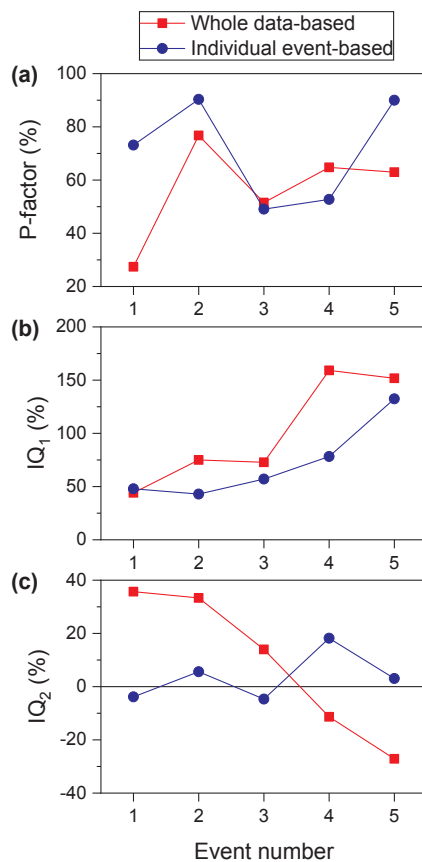 Whole data-based
Individual event-based
(a)
P-factor (%)
100
80
60
40
20
1 2 3 4 5
(b)
IQ₁ (%)
200
150
100
50
0
1 2 3 4 5
(c)
IQ₂ (%)
40
20
0
-20
-40
1 2 3 4 5
Event number